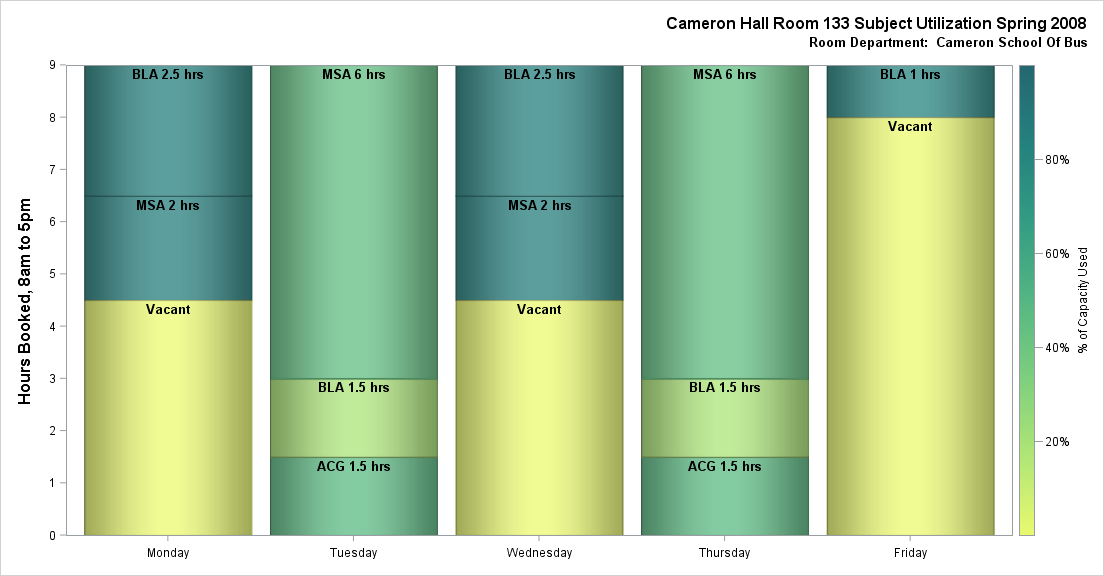 Cameron Hall Room 133 Subject Utilization Spring 2008
Room Department:  Cameron School Of Bus
Hours Booked, 8am to 5pm
9
8
7
6
5
4
3
2
1
0
BLA 2.5 hrs
MSA 2 hrs
Vacant
MSA 6 hrs
BLA 1.5 hrs
ACG 1.5 hrs
BLA 2.5 hrs
MSA 2 hrs
Vacant
MSA 6 hrs
BLA 1.5 hrs
ACG 1.5 hrs
BLA 1 hrs
Vacant
Monday
Tuesday
Wednesday
Thursday
Friday
80%
60%
40%
20%
% of Capacity Used